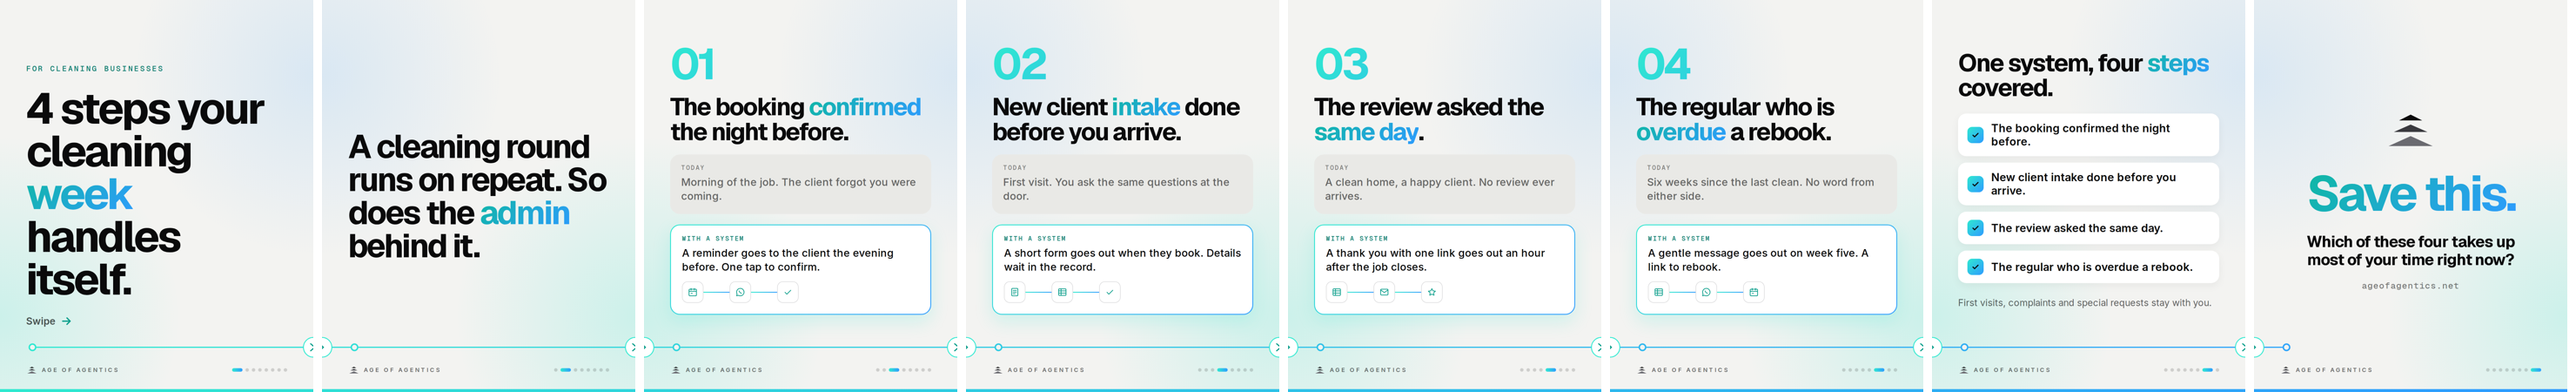 FOR CLEANING BUSINESSES
4 steps your
cleaning
week
handles
itself.
Swipe →
AGE OF AGENTICS
A cleaning round
runs on repeat. So
does the admin
behind it.
AGE OF AGENTICS
01
The booking confirmed
the night before.
TODAY
Morning of the job. The client forgot you were
coming.
WITH A SYSTEM
A reminder goes to the client the evening
before. One tap to confirm.
AGE OF AGENTICS
02
New client intake done
before you arrive.
TODAY
First visit. You ask the same questions at the
door.
WITH A SYSTEM
A short form goes out when they book. Details
wait in the record.
AGE OF AGENTICS
03
The review asked the
same day.
TODAY
A clean home, a happy client. No review ever
arrives.
WITH A SYSTEM
A thank you with one link goes out an hour
after the job closes.
AGE OF AGENTICS
04
The regular who is
overdue a rebook.
TODAY
Six weeks since the last clean. No word from
either side.
WITH A SYSTEM
A gentle message goes out on week five. A
link to rebook.
AGE OF AGENTICS
One system, four steps
covered.
The booking confirmed the night
before.
New client intake done before you
arrive.
The review asked the same day.
The regular who is overdue a rebook.
First visits, complaints and special requests stay with you.
AGE OF AGENTICS
Save this.
Which of these four takes up
most of your time right now?
ageofagentics.net
AGE OF AGENTICS